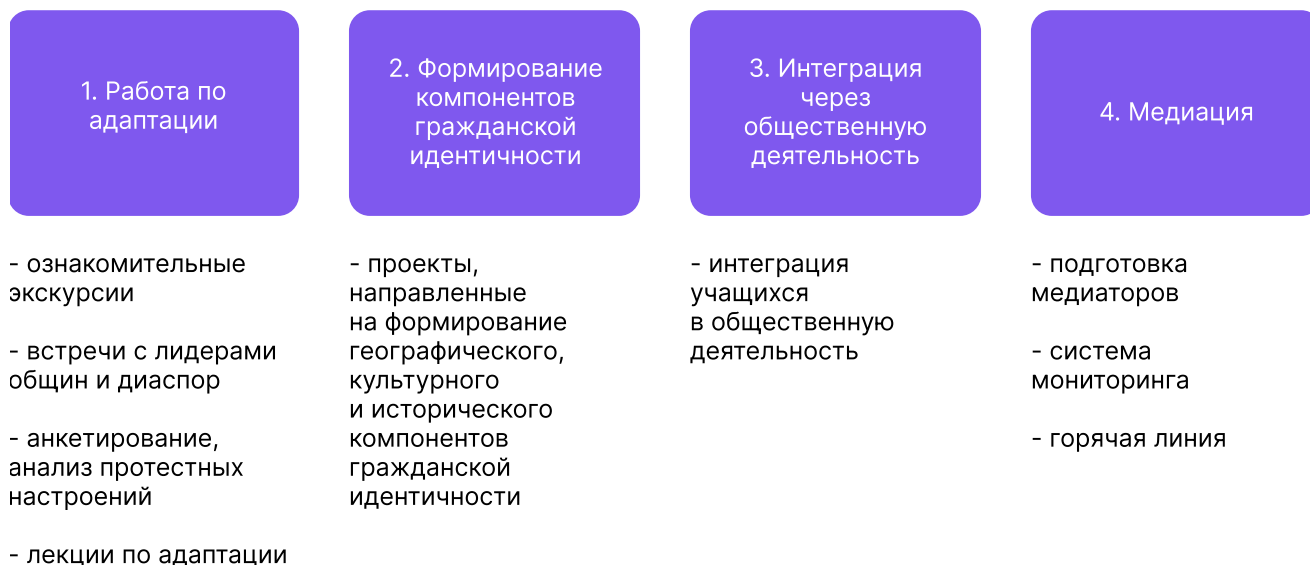 1. Работа по
адаптации
2. Формирование
компонентов
гражданской
идентичности
3. Интеграция
через
общественную
деятельность
4. Медиация
- ознакомительные
экскурсии
- встречи с лидерами
общин и диаспор
- анкетирование,
анализ протестных
настроений
- лекции по адаптации
- проекты,
направленные
на формирование
географического,
культурного
и исторического
компонентов
гражданской
идентичности
- интеграция
учащихся
в общественную
деятельность
- подготовка
медиаторов
- система
мониторинга
- горячая линия